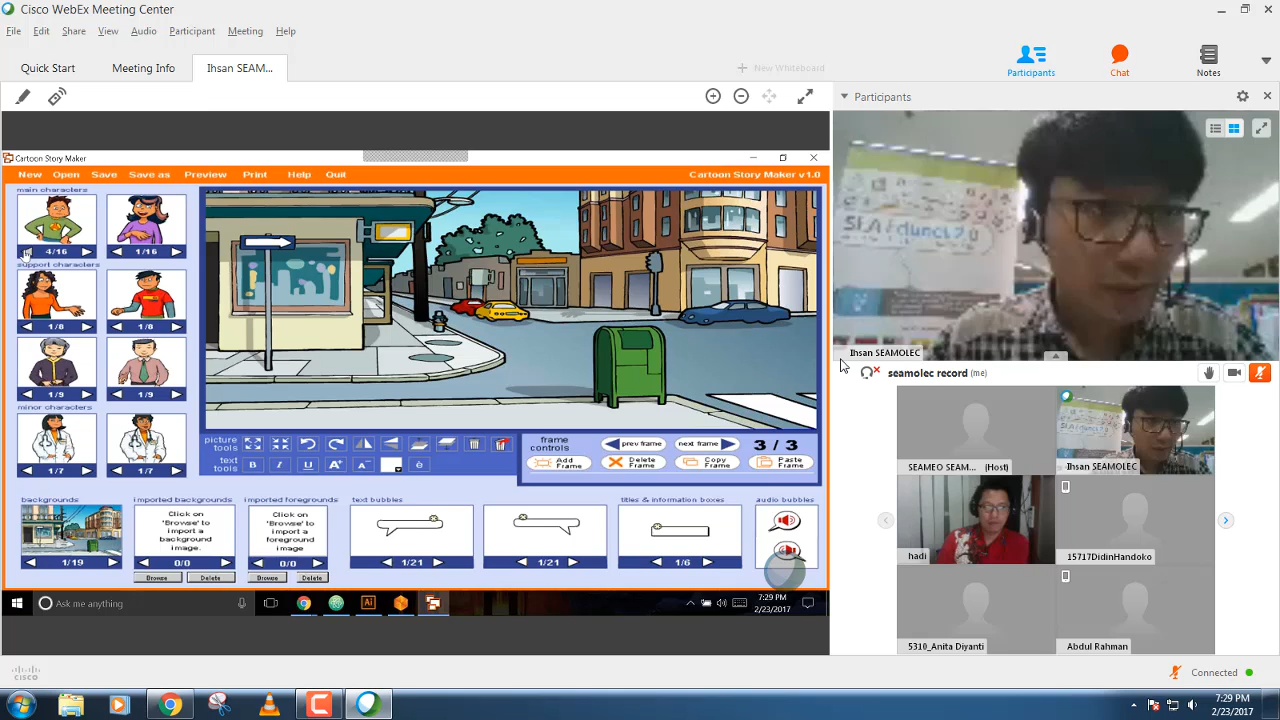 Cisco WebEx Meeting Center
File Edit Share View Audio Participant Meeting Help
Quick Start Meeting Info Ihsan SEAM...
New Whiteboard
Participants Chat Notes
Participants
Cartoon Story Maker
New Open Save Save as Preview Print Help Quit Cartoon Story Maker v1.0
main characters
4/16 1/16
support characters
1/8 1/8
1/9 1/9
minor characters
1/7 1/7
picture tools
text tools
B I U A+ A- é
frame controls
prev frame next frame 3 / 3
Add Frame Delete Frame Copy Frame Paste Frame
backgrounds imported backgrounds imported foregrounds text bubbles titles & information boxes audio bubbles
Click on 'Browse' to import a background image.
Click on 'Browse' to import a foreground image
1/19 0/0 0/0 1/21 1/21 1/6
Browse Delete Browse Delete
Ask me anything
7:29 PM
2/23/2017
Ihsan SEAMOLEC
seamolec record (me)
SEAMEO SEAM... (Host)
Ihsan SEAMOLEC
hadi
15717DidinHandoko
5310_Anita Diyanti
Abdul Rahman
cisco
Connected
7:29 PM
2/23/2017